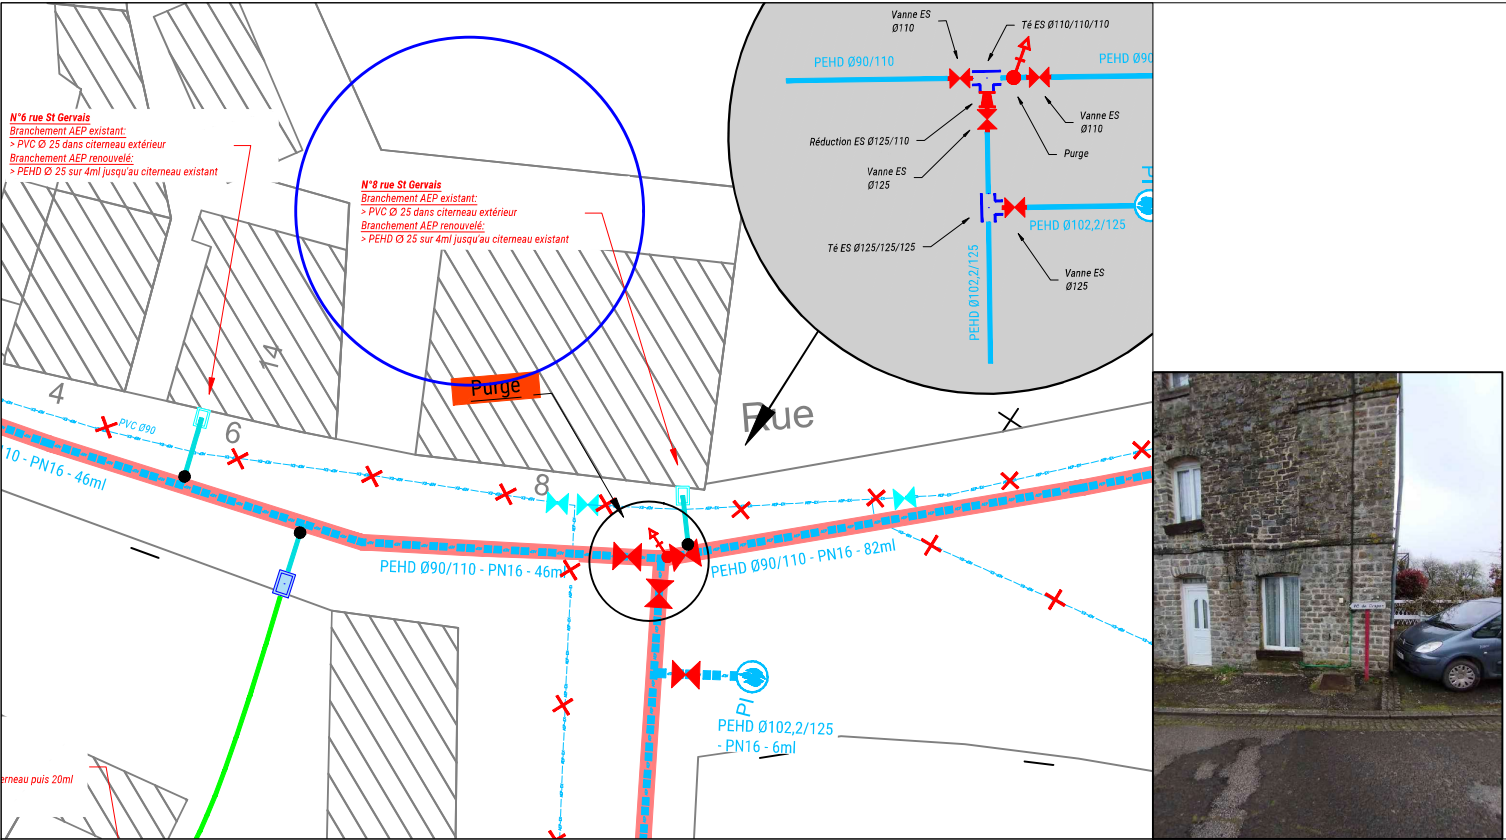 Vanne ES
Ø110
Té ES Ø110/110/110
PEHD Ø90/110
PEHD Ø90
Vanne ES
Ø110
Réduction ES Ø125/110
Purge
Vanne ES
Ø125
PI
PEHD Ø102,2/125
Té ES Ø125/125/125
PEHD Ø102,2/125
Vanne ES
Ø125
N°6 rue St Gervais
Branchement AEP existant:
> PVC Ø 25 dans citerneau extérieur
Branchement AEP renouvelé:
> PEHD Ø 25 sur 4ml jusqu'au citerneau existant
N°8 rue St Gervais
Branchement AEP existant:
> PVC Ø 25 dans citerneau extérieur
Branchement AEP renouvelé:
> PEHD Ø 25 sur 4ml jusqu'au citerneau existant
14
4
Purge
Rue
PVC Ø90
6
10 - PN16 - 46ml
8
PEHD Ø90/110 - PN16 - 46ml
PEHD Ø90/110 - PN16 - 82ml
PI
PEHD Ø102,2/125
- PN16 - 6ml
erneau puis 20ml